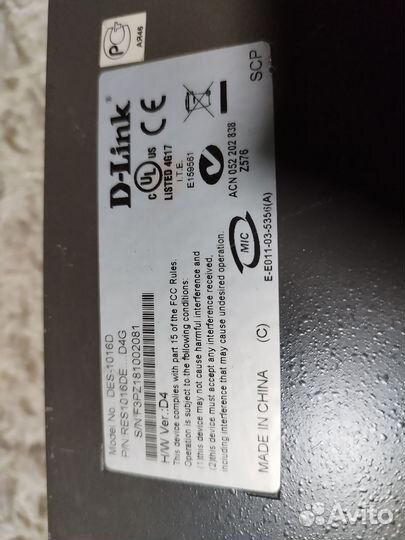 АЯ46
D-Link
C UL US
LISTED 4G17
I.T.E.
E159561
CE
ACN 052 202 838
Z576
SCP
MIC
E-E011-03-5356(A)
Model No.: DES-1016D
P/N: RES1016DE D4G
S/N: F3PZ181002081
H/W Ver.:D4
This device complies with part 15 of the FCC Rules.
Operation is subject to the following conditions:
(1)this device may not cause harmful interference and
(2)this device must accept any interference received,
including interference that may cause undesired operation.
MADE IN CHINA (C)
Avito